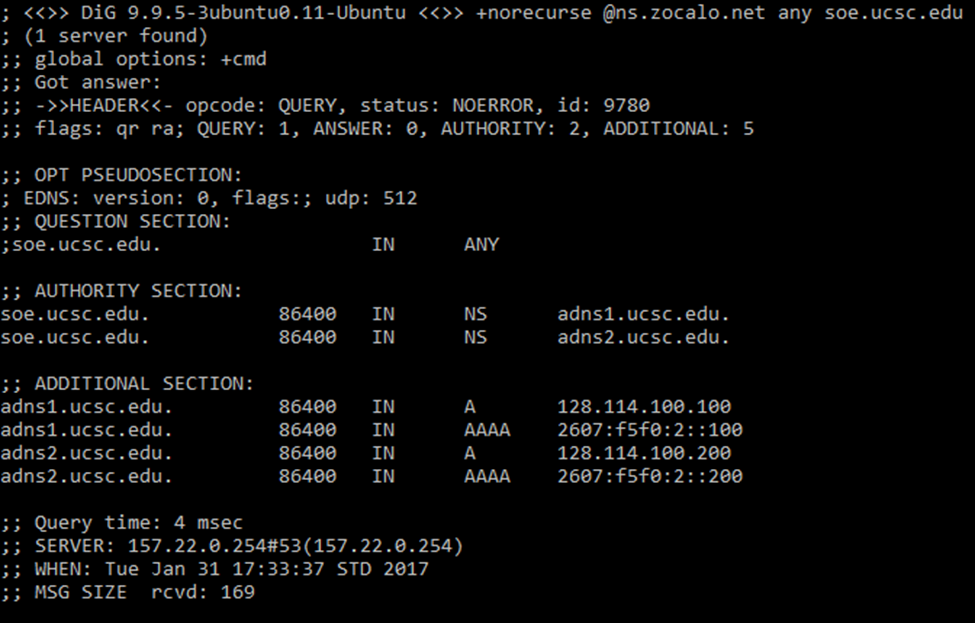 ; <<>> DiG 9.9.5-3ubuntu0.11-Ubuntu <<>> +norecurse @ns.zocalo.net any soe.ucsc.edu
; (1 server found)
;; global options: +cmd
;; Got answer:
;; ->>HEADER<<- opcode: QUERY, status: NOERROR, id: 9780
;; flags: qr ra; QUERY: 1, ANSWER: 0, AUTHORITY: 2, ADDITIONAL: 5
;; OPT PSEUDOSECTION:
; EDNS: version: 0, flags:; udp: 512
;; QUESTION SECTION:
;soe.ucsc.edu. IN ANY
;; AUTHORITY SECTION:
soe.ucsc.edu. 86400 IN NS adns1.ucsc.edu.
soe.ucsc.edu. 86400 IN NS adns2.ucsc.edu.
;; ADDITIONAL SECTION:
adns1.ucsc.edu. 86400 IN A 128.114.100.100
adns1.ucsc.edu. 86400 IN AAAA 2607:f5f0:2::100
adns2.ucsc.edu. 86400 IN A 128.114.100.200
adns2.ucsc.edu. 86400 IN AAAA 2607:f5f0:2::200
;; Query time: 4 msec
;; SERVER: 157.22.0.254#53(157.22.0.254)
;; WHEN: Tue Jan 31 17:33:37 STD 2017
;; MSG SIZE rcvd: 169